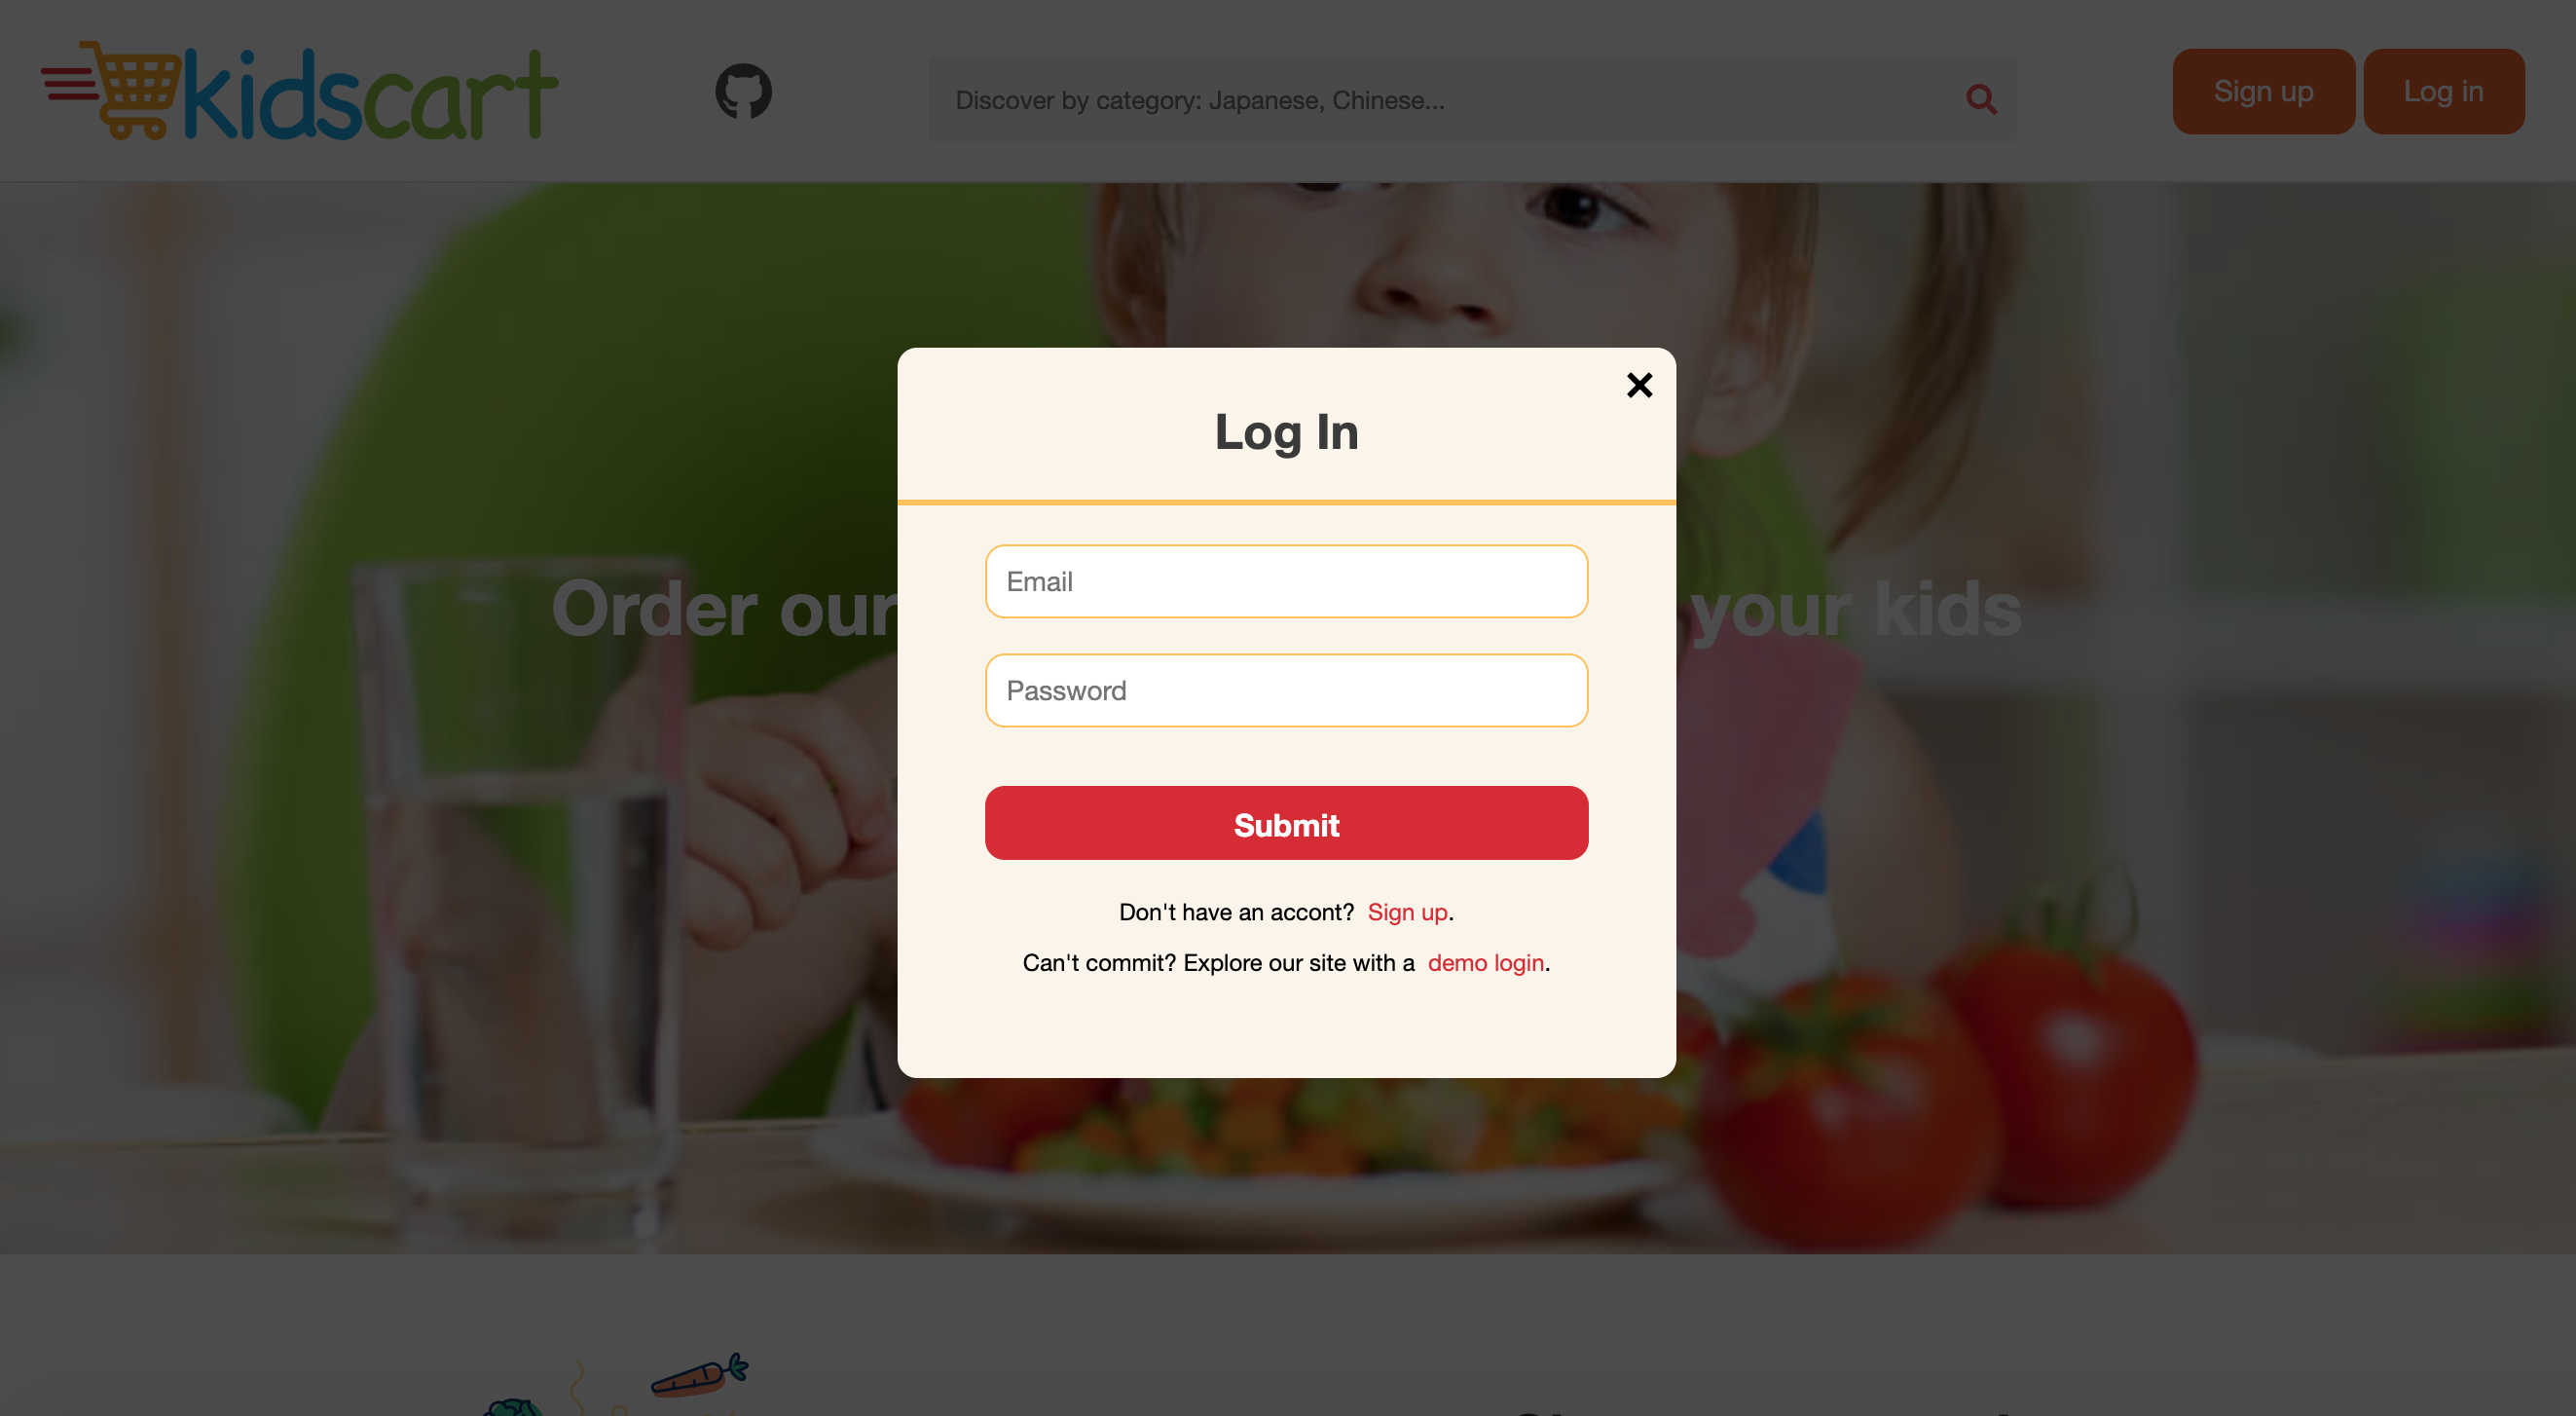 kidscart
Discover by category: Japanese, Chinese...
Sign up
Log in
Log In
Order our
your kids
Email
Password
Submit
Don't have an accont? Sign up.
Can't commit? Explore our site with a demo login.